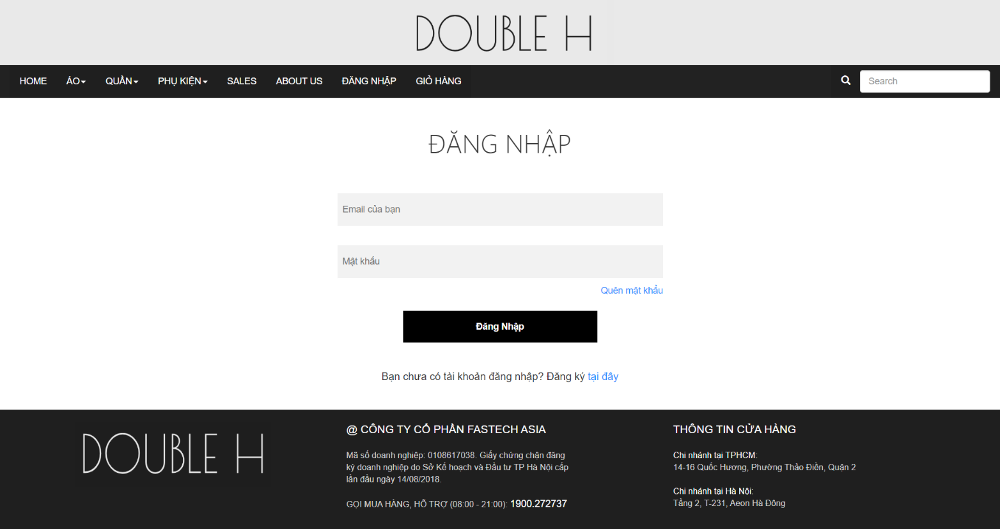 DOUBLE H
HOME ÁO QUẦN PHỤ KIỆN SALES ABOUT US ĐĂNG NHẬP GIỎ HÀNG Search
ĐĂNG NHẬP
Email của bạn
Mật khấu
Quên mật khẩu
Đăng Nhập
Bạn chưa có tài khoản đăng nhập? Đăng ký tại đây
DOUBLE H
@ CÔNG TY CỔ PHẦN FASTECH ASIA
Mã số doanh nghiệp: 0108617038. Giấy chứng chận đăng
ký doanh nghiệp do Sở Kế hoạch và Đầu tư TP Hà Nội cấp
lần đầu ngày 14/08/2018.
GỌI MUA HÀNG, HỖ TRỢ (08:00 - 21:00): 1900.272737
THÔNG TIN CỬA HÀNG
Chi nhánh tại TPHCM:
14-16 Quốc Hương, Phường Thảo Điền, Quận 2
Chi nhánh tại Hà Nội:
Tầng 2, T-231, Aeon Hà Đông